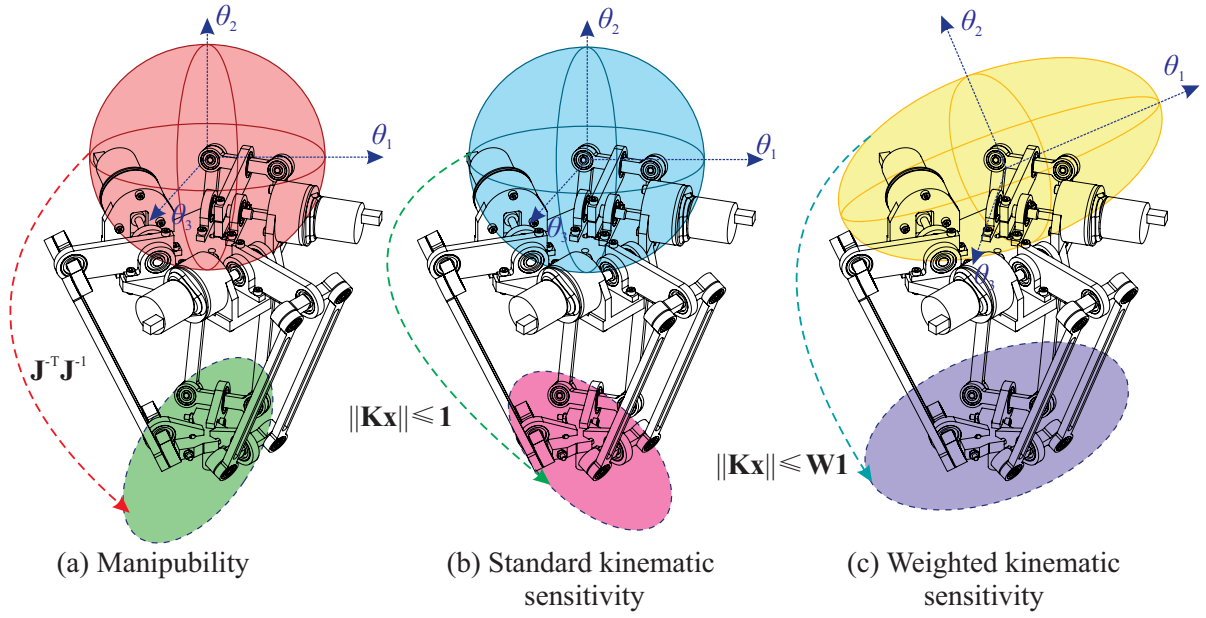 θ₂
θ₁
θ₃
J⁻ᵀJ⁻¹
(a) Manipubility
θ₂
θ₁
θ₃
||Kx||⩽1
(b) Standard kinematic
sensitivity
θ₂
θ₁
θ₃
||Kx||⩽W1
(c) Weighted kinematic
sensitivity